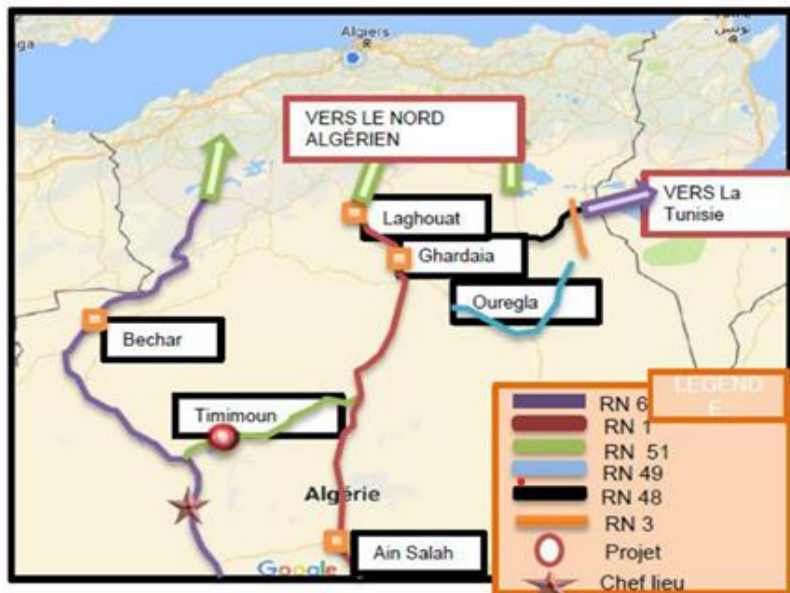 Algiers
تونس
VERS LE NORD
ALGÉRIEN
VERS La
Tunisie
Laghouat
Ghardaia
Ouregla
Bechar
Timimoun
Algérie
Ain Salah
Google
LEGEND
E:
RN 6
RN 1
RN 51
RN 49
RN 48
RN 3
Projet
Chef lieu